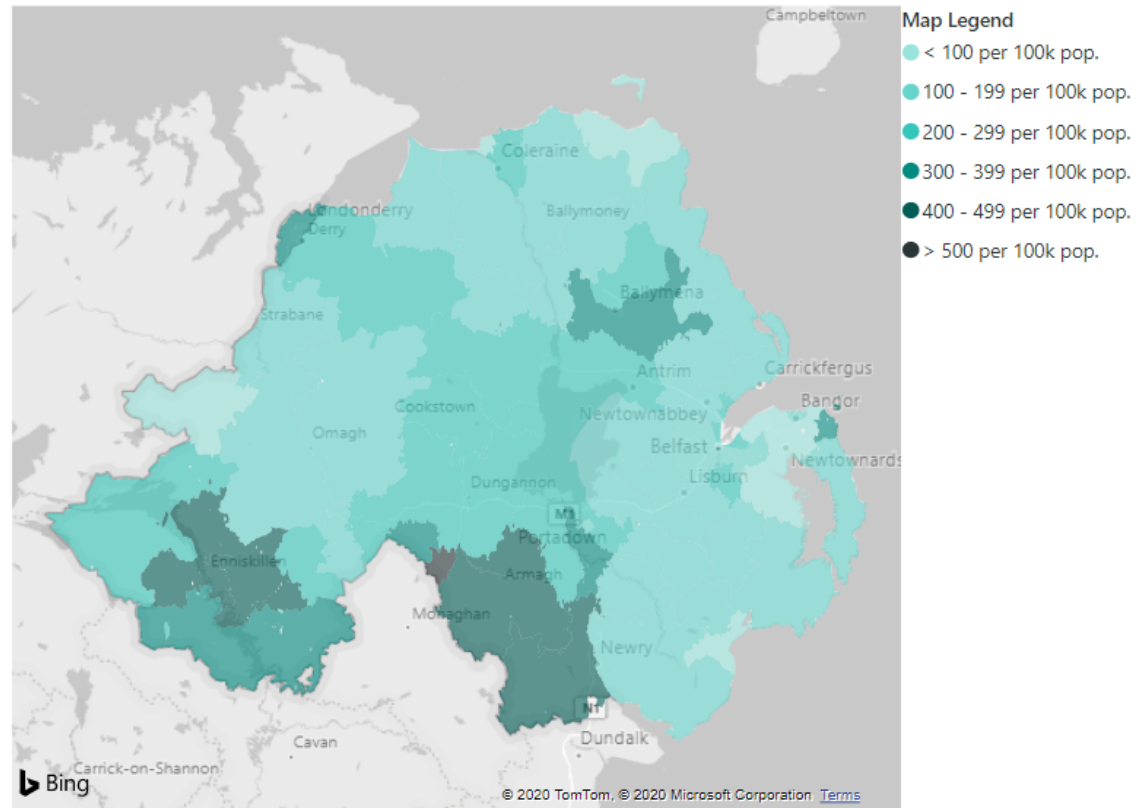 Campbeltown
Map Legend
< 100 per 100k pop.
100 - 199 per 100k pop.
200 - 299 per 100k pop.
300 - 399 per 100k pop.
400 - 499 per 100k pop.
> 500 per 100k pop.
Coleraine
Londonderry
Derry
Ballymoney
Ballymena
Strabane
Antrim
Carrickfergus
Cookstown
Newtownabbey
Bandor
Omagh
Belfast
Newtownards
Lisburn
Dungannon
M1
Portadown
Enniskillen
Armagh
Monaghan
Newry
N1
Dundalk
Cavan
Carrick-on-Shannon
Bing
© 2020 TomTom, © 2020 Microsoft Corporation Terms